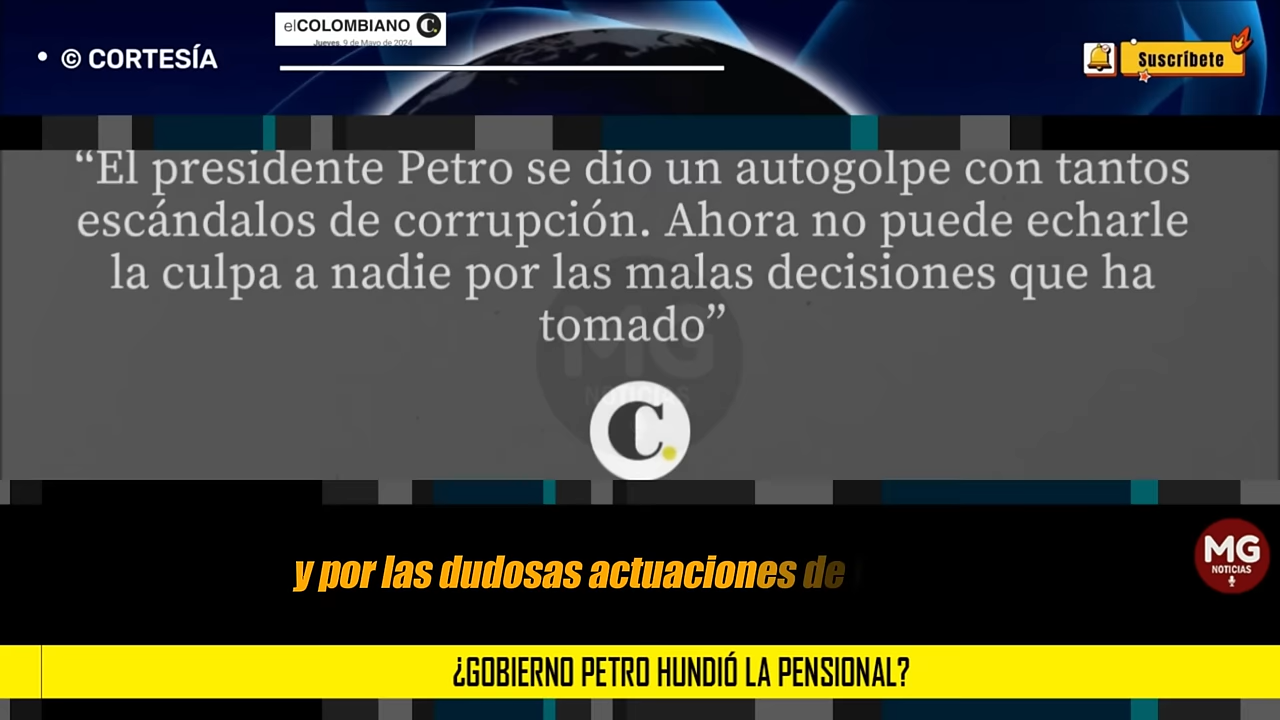 elCOLOMBIANO C
Jueves, 9 de Mayo de 2024
• © CORTESÍA
Suscríbete
“El presidente Petro se dio un autogolpe con tantos
escándalos de corrupción. Ahora no puede echarle
la culpa a nadie por las malas decisiones que ha
tomado”
MG
NOTICIAS
C.
y por las dudosas actuaciones de
MG
NOTICIAS
¿GOBIERNO PETRO HUNDIÓ LA PENSIONAL?